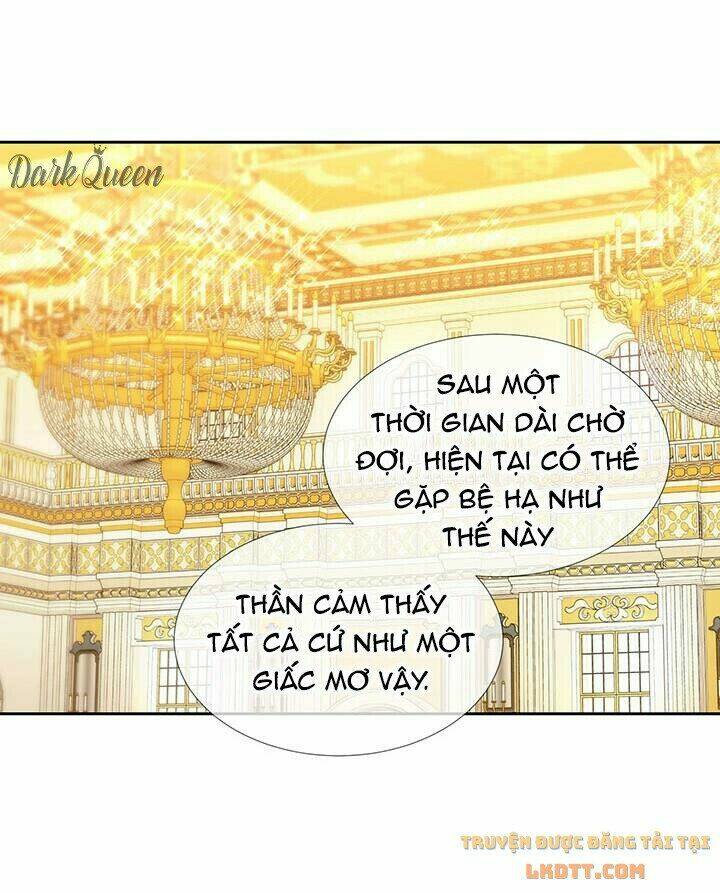 Dark Queen
SAU MỘT
THỜI GIAN DÀI CHỜ
ĐỢI, HIỆN TẠI CÓ THỂ
GẶP BỆ HẠ NHƯ
THẾ NÀY
THẦN CẢM THẤY
TẤT CẢ CỨ NHƯ MỘT
GIẤC MƠ VẬY.
TRUYỆN ĐƯỢC ĐĂNG TẢI TẠI
LKDTT.COM